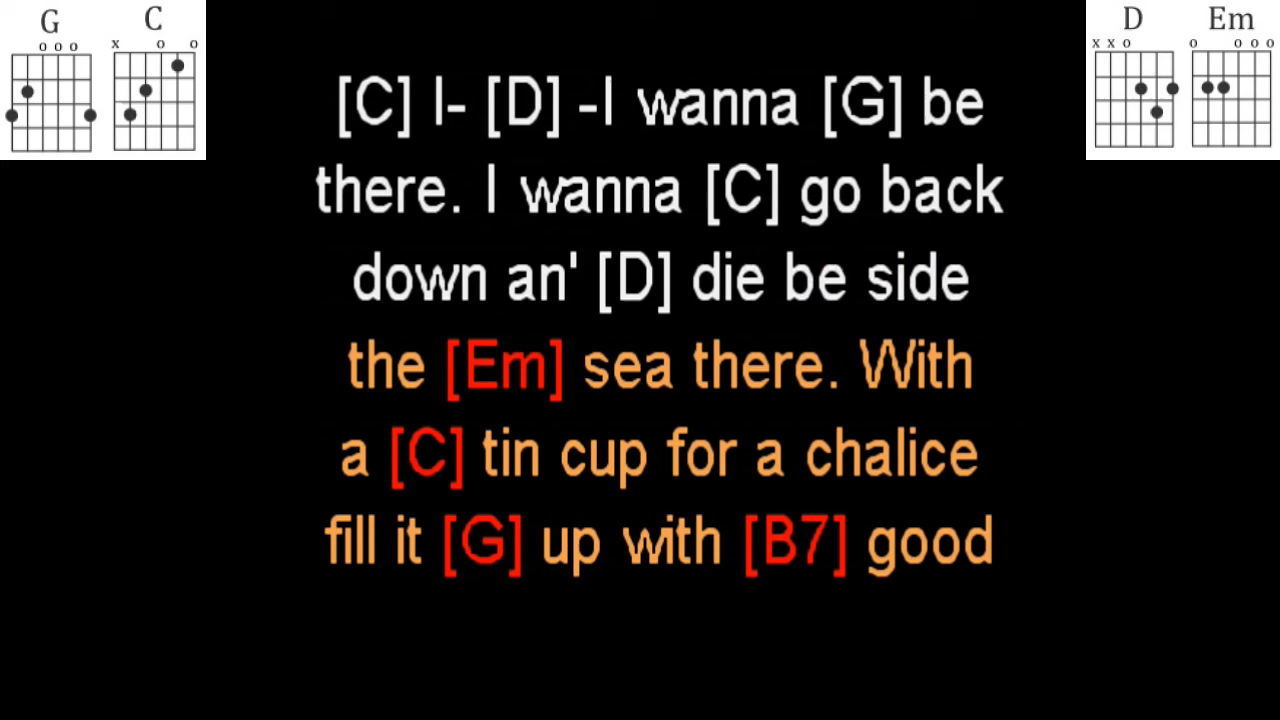 G C D Em
x o o o o o x x o o o o o
[C] I- [D] -I wanna [G] be
there. I wanna [C] go back
down an' [D] die be side
the [Em] sea there. With
a [C] tin cup for a chalice
fill it [G] up with [B7] good